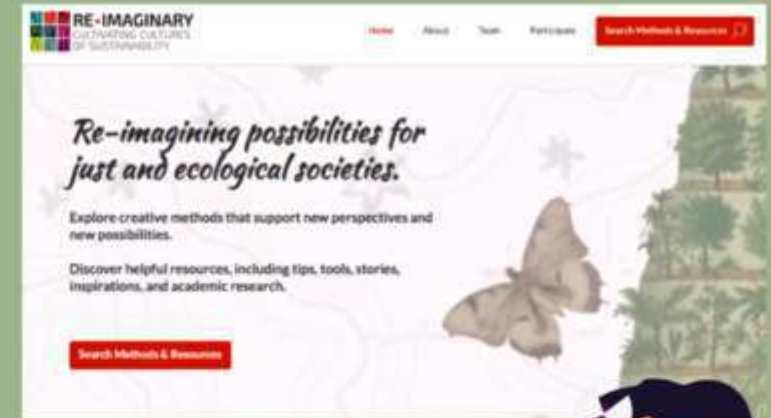 RE-IMAGINARY
CULTIVATING CULTURES
OF SUSTAINABILITY
Home About Team Participate Search Methods & Resources
Re-imagining possibilities for
just and ecological societies.
Explore creative methods that support new perspectives and
new possibilities.
Discover helpful resources, including tips, tools, stories,
inspirations, and academic research.
Search Methods & Resources